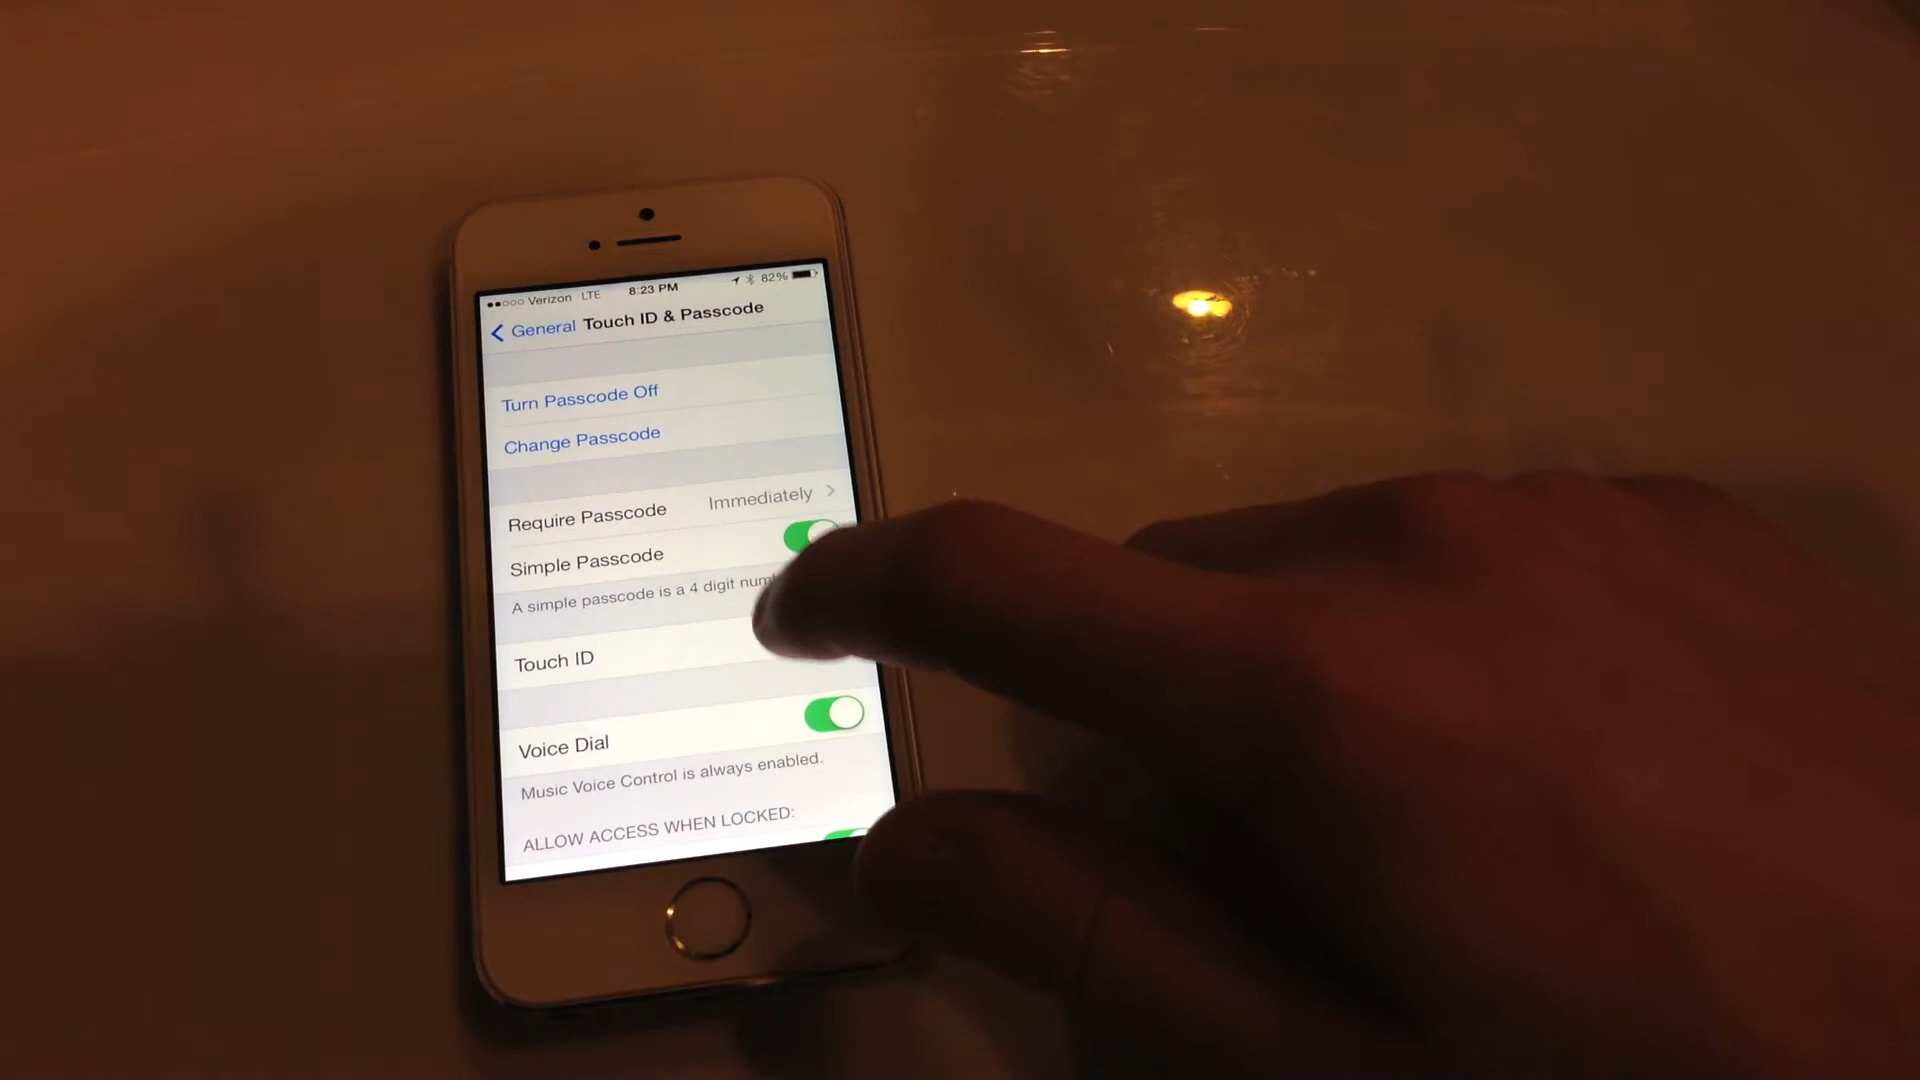 Verizon LTE 8:23 PM 82%
General Touch ID & Passcode
Turn Passcode Off
Change Passcode
Require Passcode Immediately
Simple Passcode
A simple passcode is a 4 digit
Touch ID
Voice Dial
Music Voice Control is always enabled.
ALLOW ACCESS WHEN LOCKED: